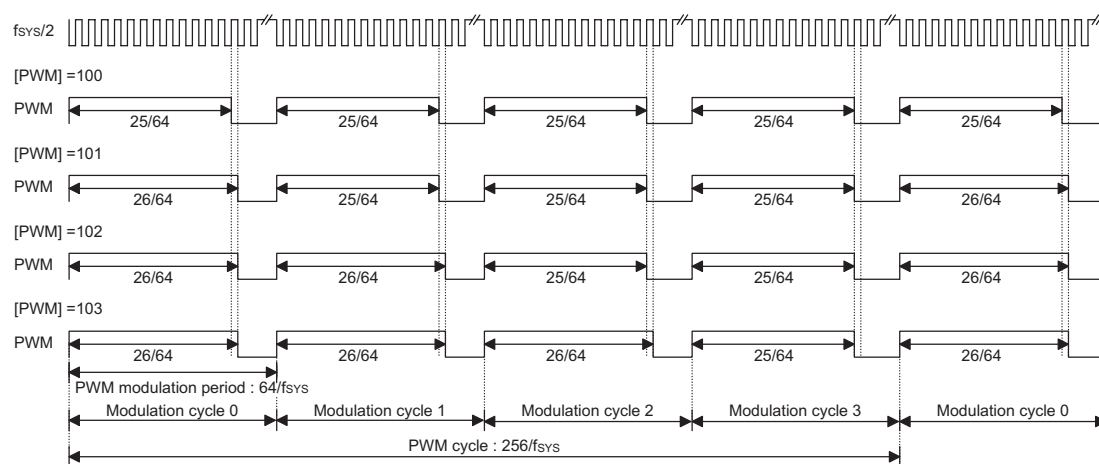 fSYS/2
[PWM] =100
PWM
25/64 25/64 25/64 25/64 25/64
[PWM] =101
PWM
26/64 25/64 25/64 25/64 26/64
[PWM] =102
PWM
26/64 26/64 25/64 25/64 26/64
[PWM] =103
PWM
26/64 26/64 26/64 25/64 26/64
PWM modulation period : 64/fSYS
Modulation cycle 0 Modulation cycle 1 Modulation cycle 2 Modulation cycle 3 Modulation cycle 0
PWM cycle : 256/fSYS